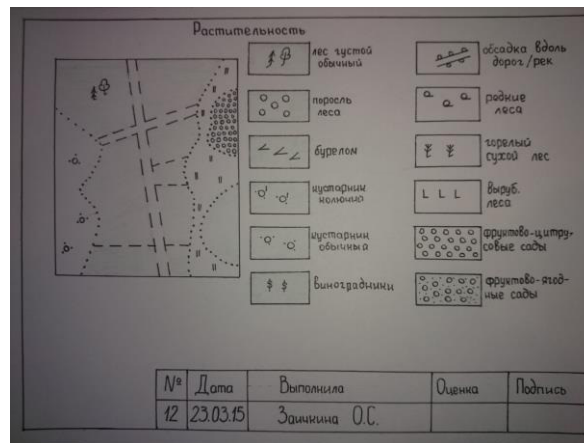 Растительность
лес густой
обычный
поросль
леса
бурелом
кустарник
колючий
кустарник
обычный
виноградники
обсадка вдоль
дорог/рек
редкие
леса
горелый
сухой лес
выруб.
леса
фруктово-цитру-
совые сады
фруктово-ягод-
ные сады
№ Дата Выполнила Оценка Подпись
12 23.03.15 Заичкина О.С.